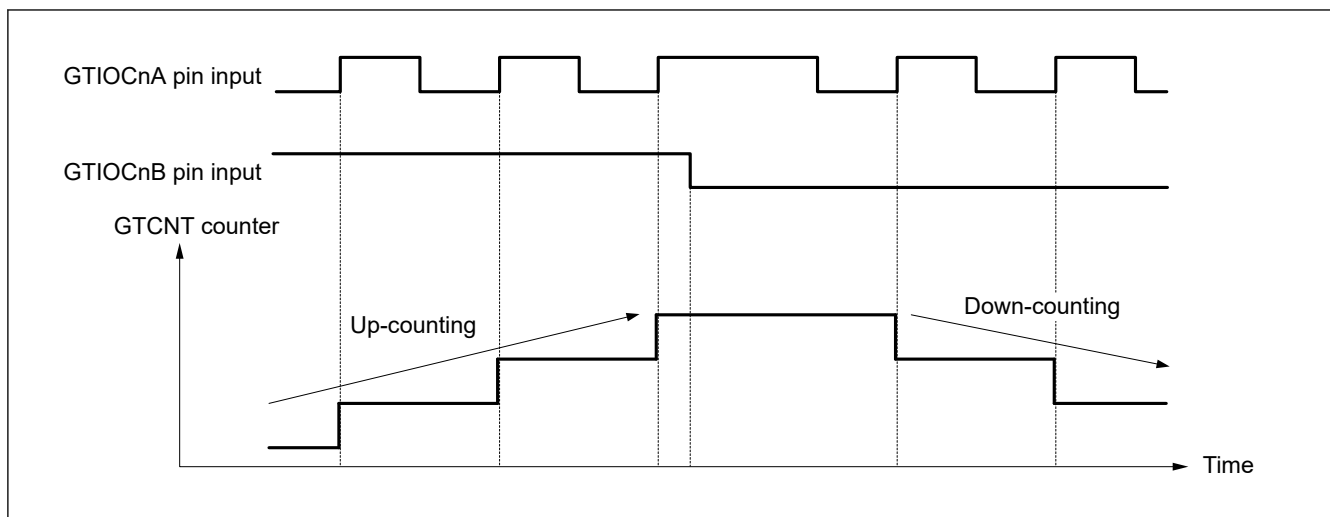 GTIOCnA pin input
GTIOCnB pin input
GTCNT counter
Up-counting
Down-counting
Time